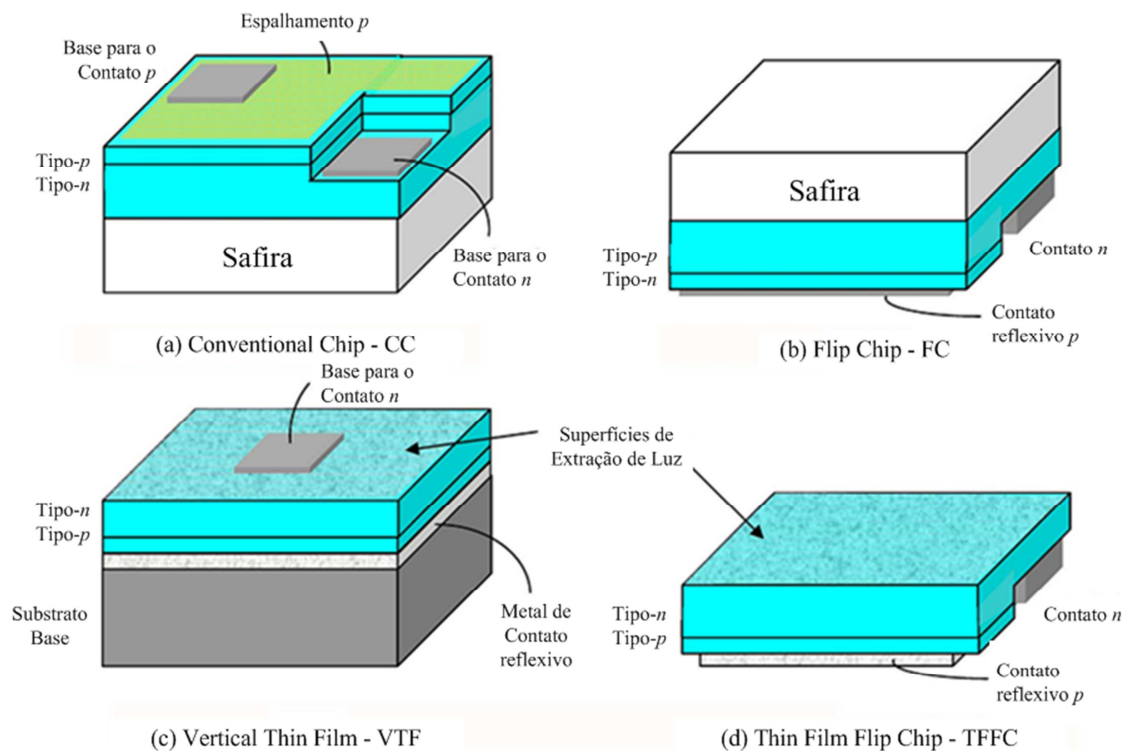 Espalhamento p
Base para o
Contato p
Tipo-p
Tipo-n
Safira
Base para o
Contato n
(a) Conventional Chip - CC
Safira
Tipo-p
Tipo-n
Contato n
Contato
reflexivo p
(b) Flip Chip - FC
Base para o
Contato n
Superfícies de
Extração de Luz
Tipo-n
Tipo-p
Substrato
Base
Metal de
Contato
reflexivo
(c) Vertical Thin Film - VTF
Tipo-n
Tipo-p
Contato n
Contato
reflexivo p
(d) Thin Film Flip Chip - TFFC